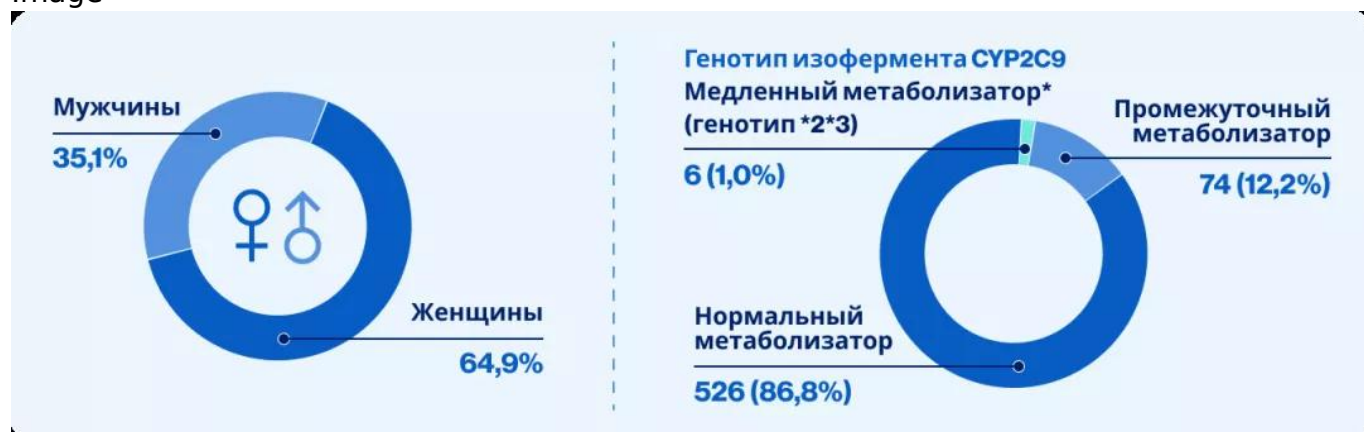 Мужчины
35,1%
Женщины
64,9%
Генотип изофермента CYP2C9
Медленный метаболизатор*
(генотип *2*3)
6 (1,0%)
Промежуточный
метаболизатор
74 (12,2%)
Нормальный
метаболизатор
526 (86,8%)